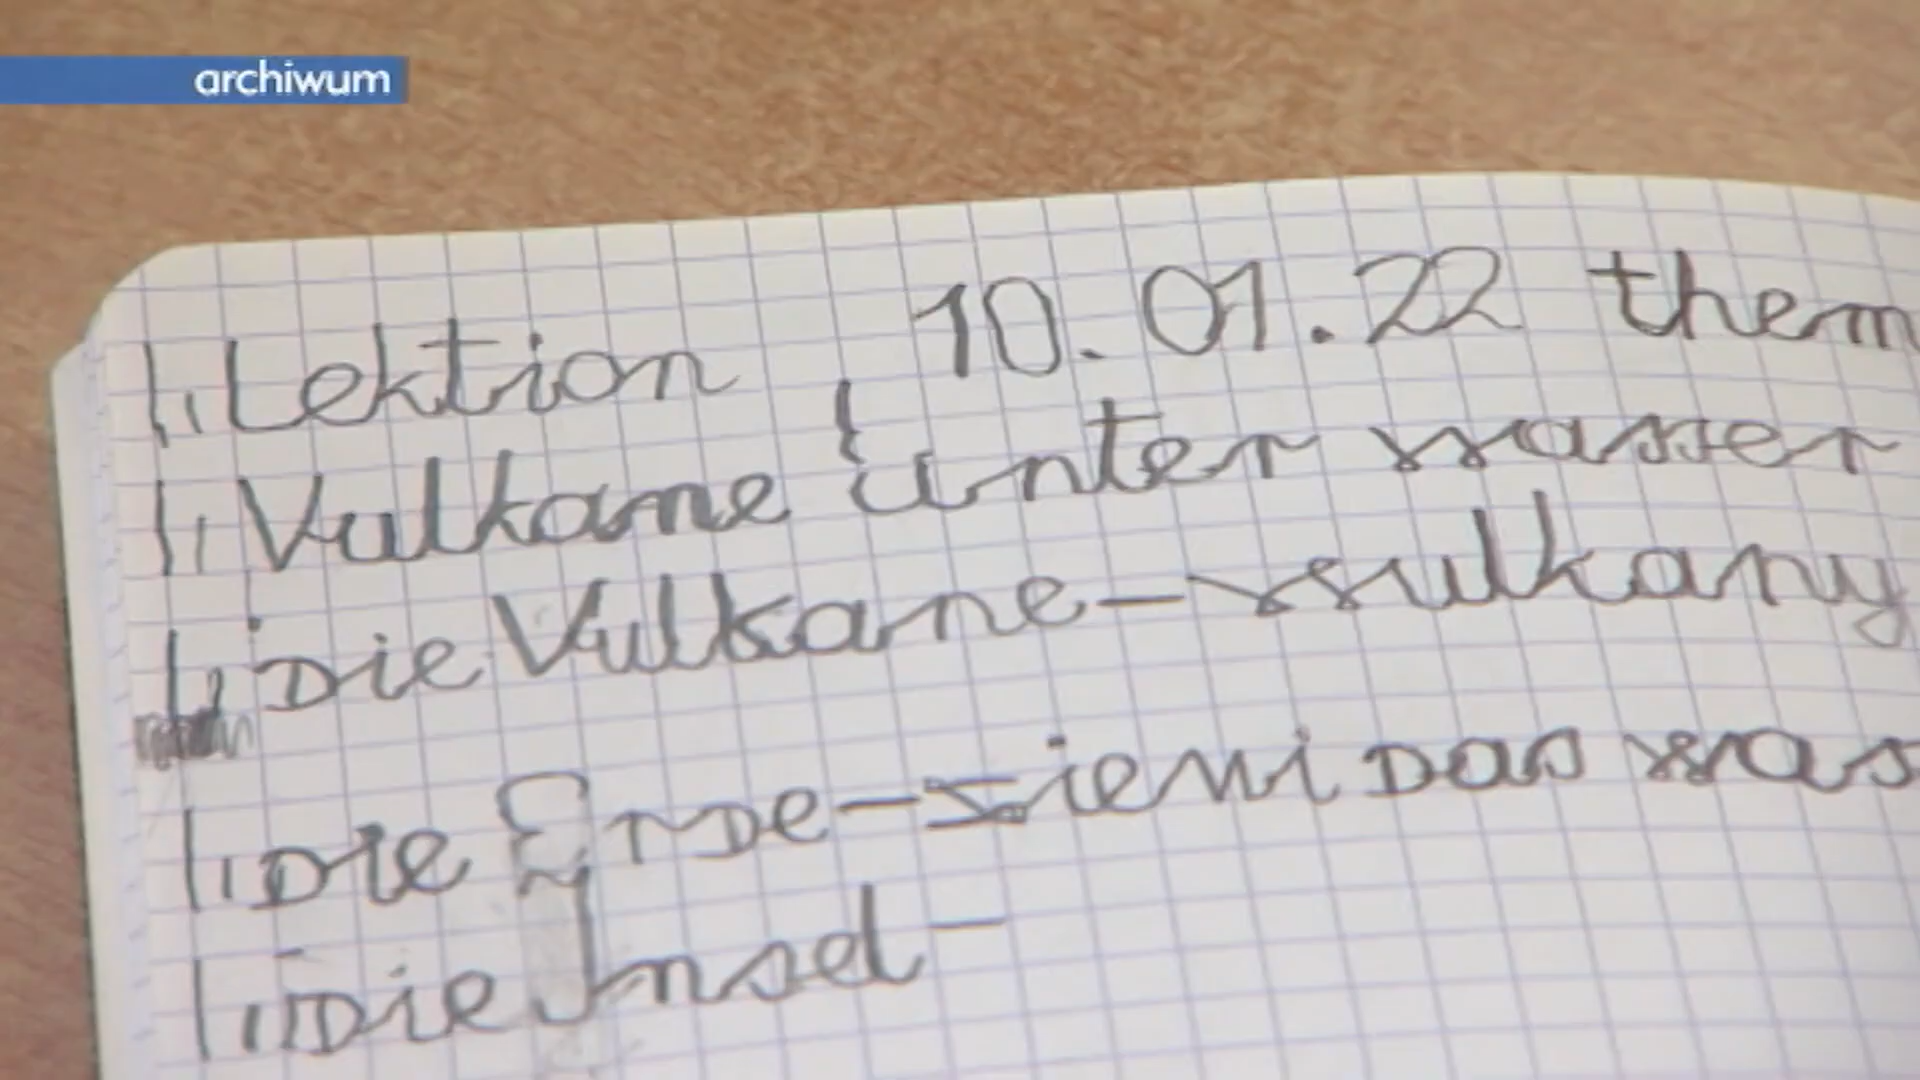 archiwum
Lektion 10.01.22 them
Vulkane unter wasser
Die Vulkane - wulkany
Die Erde - ziemi Das was
Die Insel -